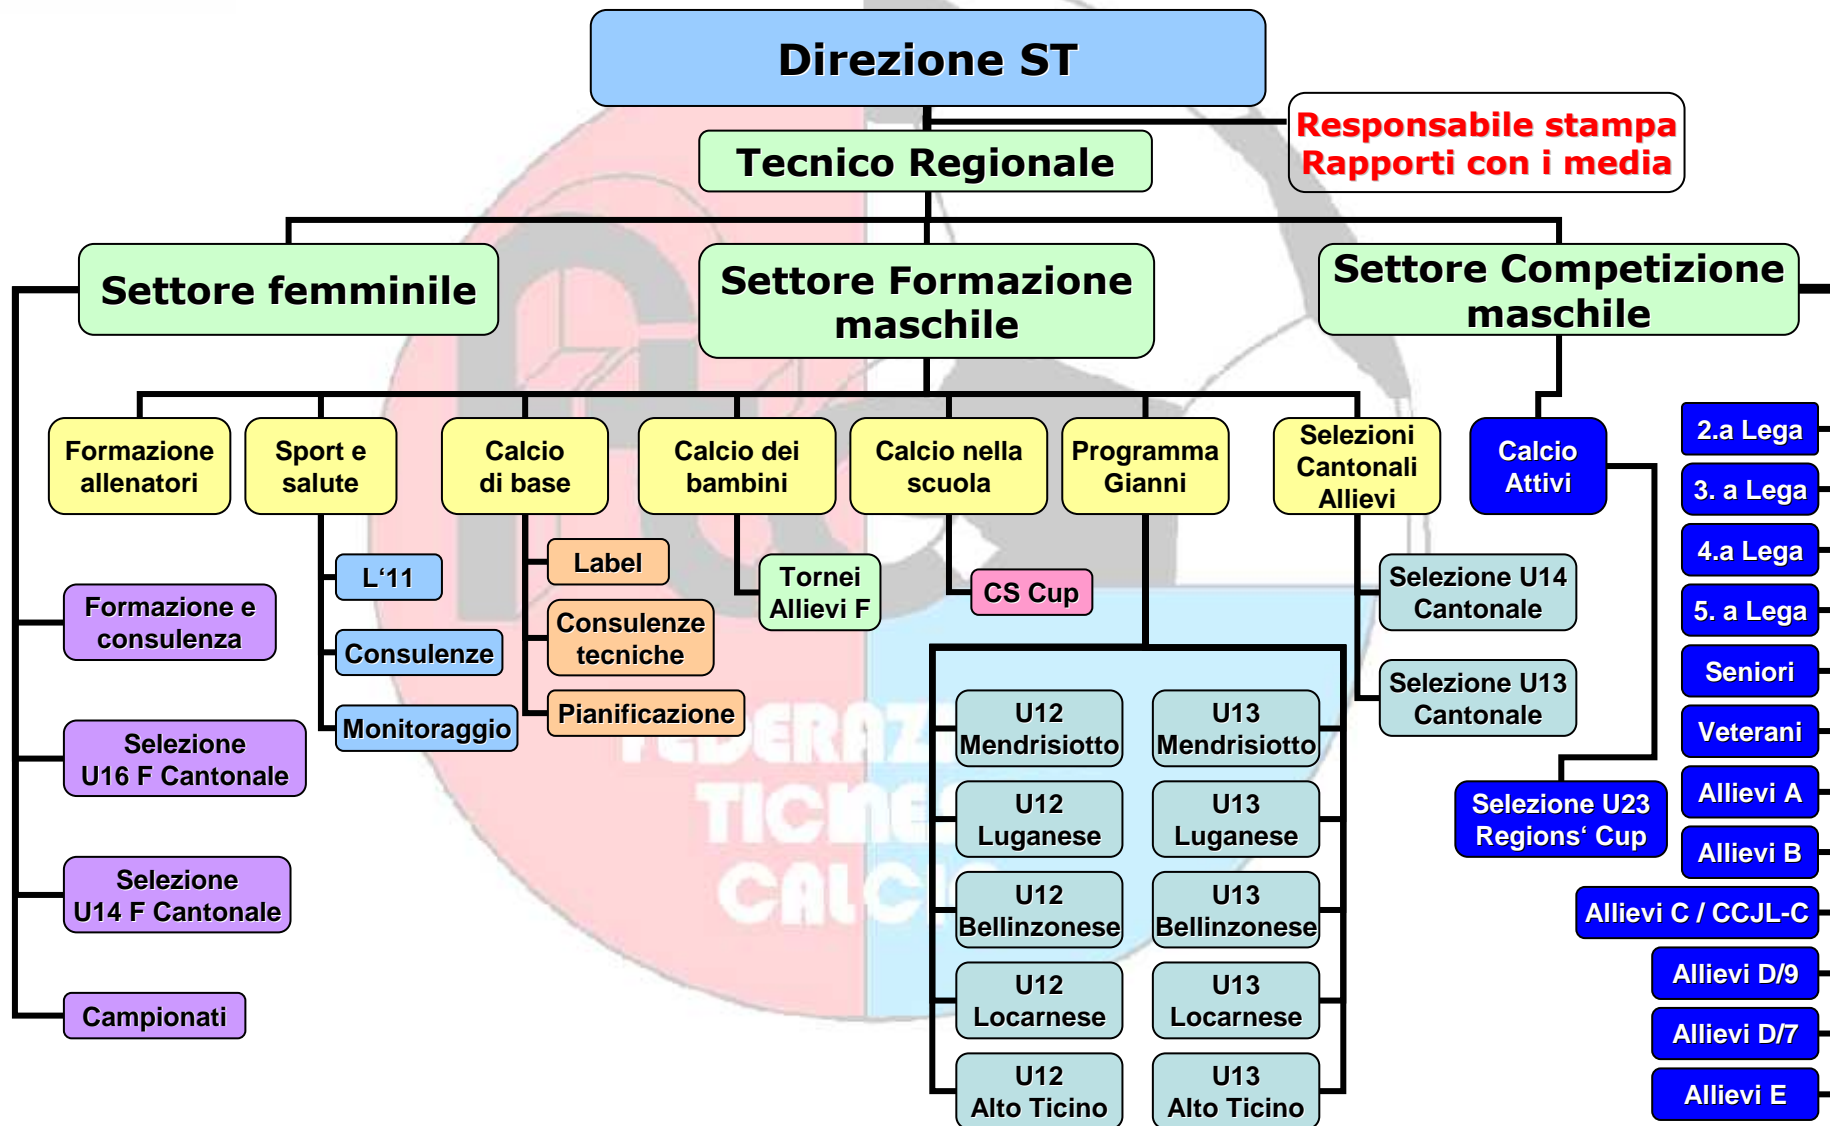 Direzione ST
Responsabile stampa
Rapporti con i media
Tecnico Regionale
Settore femminile
Settore Formazione
maschile
Settore Competizione
maschile
Formazione
allenatori
Sport e
salute
Calcio
di base
Calcio dei
bambini
Calcio nella
scuola
Programma
Gianni
Selezioni
Cantonali
Allievi
Calcio
Attivi
Formazione e
consulenza
Selezione
U16 F Cantonale
Selezione
U14 F Cantonale
Campionati
L‘11
Consulenze
Monitoraggio
Label
Consulenze
tecniche
Pianificazione
Tornei
Allievi F
CS Cup
U12
Mendrisiotto
U12
Luganese
U12
Bellinzonese
U12
Locarnese
U12
Alto Ticino
U13
Mendrisiotto
U13
Luganese
U13
Bellinzonese
U13
Locarnese
U13
Alto Ticino
Selezione U14
Cantonale
Selezione U13
Cantonale
Selezione U23
Regions‘ Cup
2.a Lega
3. a Lega
4.a Lega
5. a Lega
Seniori
Veterani
Allievi A
Allievi B
Allievi C / CCJL-C
Allievi D/9
Allievi D/7
Allievi E